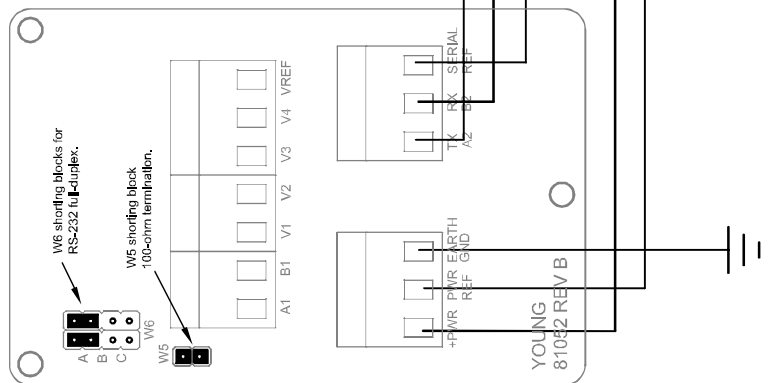 W6 shorting blocks for
RS-232 full-duplex.
W5 shorting block
100-ohm termination.
A
B
C
W6
W5
VREF
V4
V3
V2
V1
B1
A1
SERIAL
REF
RX
B2
TX
A2
EARTH
GND
PWR
REF
+PWR
YOUNG
81052 REV B